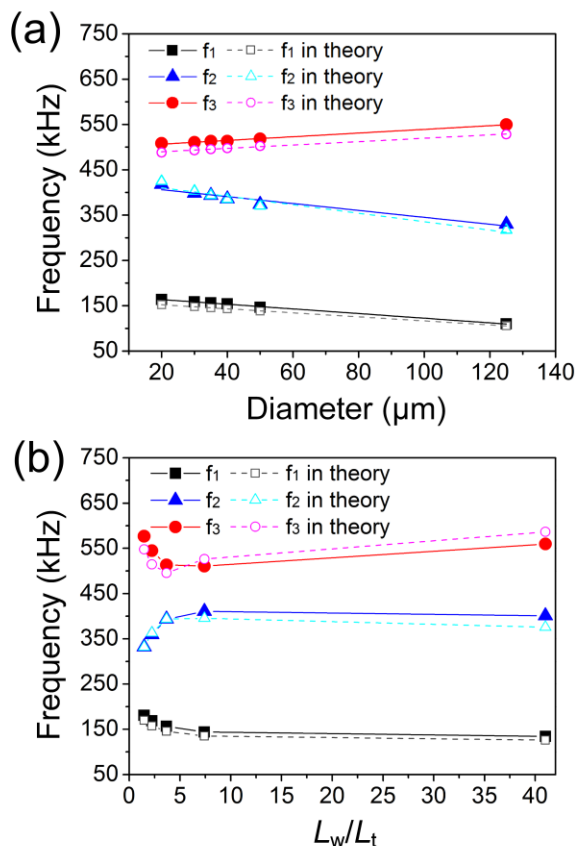 (a)
750
650
550
450
350
250
150
50
Frequency (kHz)
f₁ f₁ in theory
f₂ f₂ in theory
f₃ f₃ in theory
20 40 60 80 100 120 140
Diameter (μm)
(b)
750
650
550
450
350
250
150
50
Frequency (kHz)
f₁ f₁ in theory
f₂ f₂ in theory
f₃ f₃ in theory
0 5 10 15 20 25 30 35 40
Lw/Lt